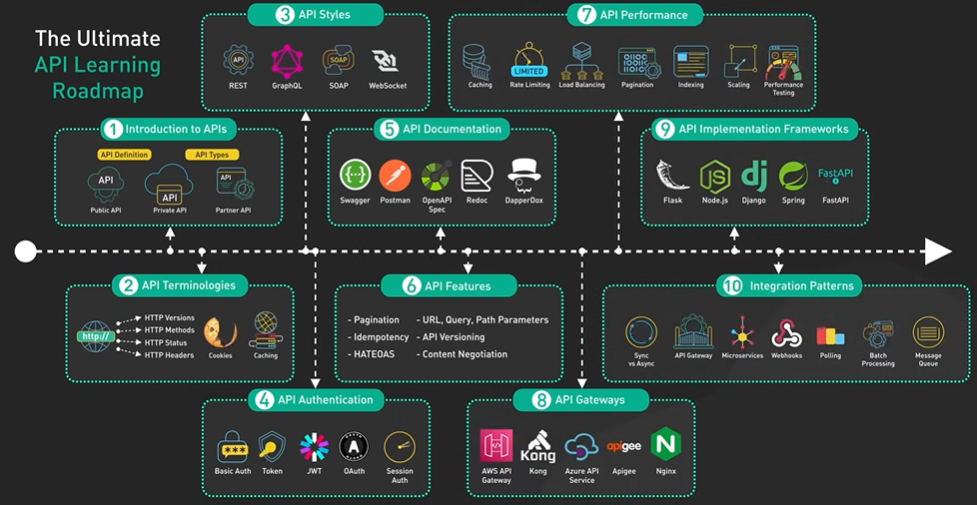 The Ultimate
API Learning
Roadmap
1 Introduction to APIs
API Definition
API Types
API
Public API
API
Private API
API
Partner API
2 API Terminologies
http://
HTTP Versions
HTTP Methods
HTTP Status
HTTP Headers
Cookies
Caching
3 API Styles
API
REST
GraphQL
SOAP
SOAP
WebSocket
4 API Authentication
***
Basic Auth
Token
JWT
A
OAuth
Session
Auth
5 API Documentation
Swagger
Postman
OpenAPI
Spec
Redoc
DapperDox
6 API Features
- Pagination
- Idempotency
- HATEOAS
- URL, Query, Path Parameters
- API Versioning
- Content Negotiation
7 API Performance
Caching
LIMITED
Rate Limiting
Load Balancing
Pagination
Indexing
Scaling
Performance
Testing
8 API Gateways
AWS API
Gateway
Kong
Kong
Azure API
Service
apigee
Apigee
N
Nginx
9 API Implementation Frameworks
Flask
JS
Node.js
dj
Django
Spring
FastAPI
FastAPI
10 Integration Patterns
Sync
vs Async
API Gateway
Microservices
Webhooks
Polling
Batch
Processing
Message
Queue